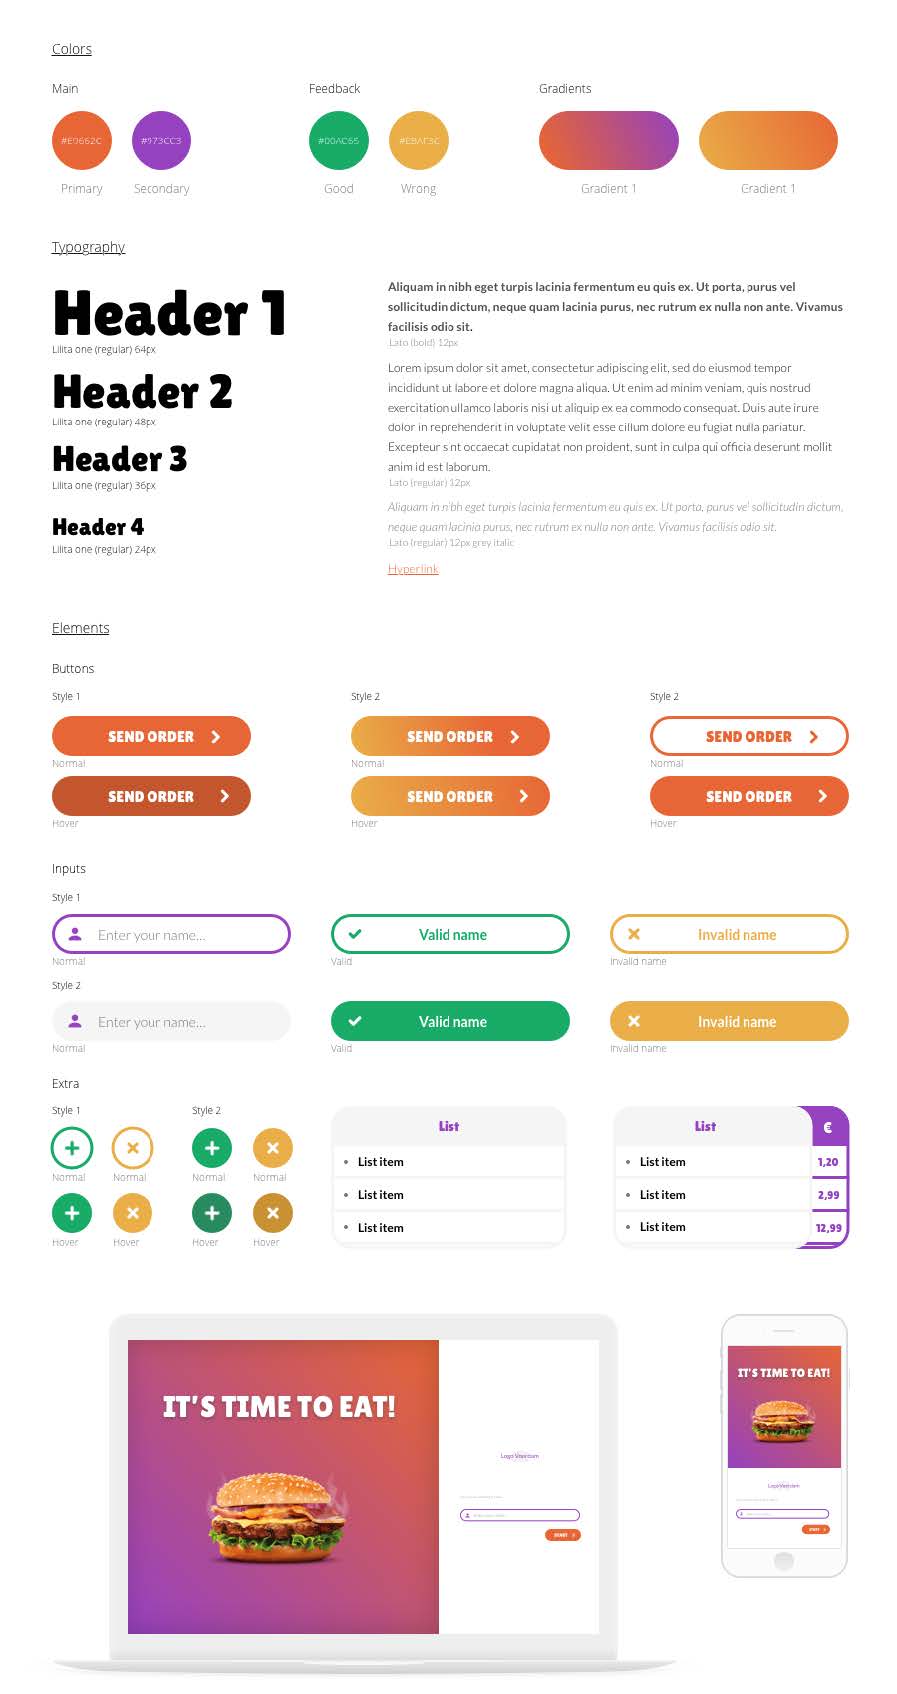 Colors
Main
Feedback
Gradients
#E9662C
#973CC3
#00AC65
#EBAF3C
Primary
Secondary
Good
Wrong
Gradient 1
Gradient 1
Typography
Header 1
Lilita one (regular) 64px
Header 2
Lilita one (regular) 48px
Header 3
Lilita one (regular) 36px
Header 4
Lilita one (regular) 24px
Aliquam in nibh eget turpis lacinia fermentum eu quis ex. Ut porta, purus vel
sollicitudin dictum, neque quam lacinia purus, nec rutrum ex nulla non ante. Vivamus
facilisis odio sit.
Lato (bold) 12px
Lorem ipsum dolor sit amet, consectetur adipiscing elit, sed do eiusmod tempor
incididunt ut labore et dolore magna aliqua. Ut enim ad minim veniam, quis nostrud
exercitation ullamco laboris nisi ut aliquip ex ea commodo consequat. Duis aute irure
dolor in reprehenderit in voluptate velit esse cillum dolore eu fugiat nulla pariatur.
Excepteur sint occaecat cupidatat non proident, sunt in culpa qui officia deserunt mollit
anim id est laborum.
Lato (regular) 12px
Aliquam in nibh eget turpis lacinia fermentum eu quis ex. Ut porta, purus vel sollicitudin dictum,
neque quam lacinia purus, nec rutrum ex nulla non ante. Vivamus facilisis odio sit.
Lato (regular) 12px grey italic
Hyperlink
Elements
Buttons
Style 1
Style 2
Style 2
SEND ORDER
SEND ORDER
SEND ORDER
Normal
Normal
Normal
SEND ORDER
SEND ORDER
SEND ORDER
Hover
Hover
Hover
Inputs
Style 1
Enter your name...
Valid name
Invalid name
Normal
Valid
Invalid name
Style 2
Enter your name...
Valid name
Invalid name
Normal
Valid
Invalid name
Extra
Style 1
Style 2
Normal
Normal
Normal
Normal
Hover
Hover
Hover
Hover
List
List item
List item
List item
List
€
List item
1,20
List item
2,99
List item
12,99
IT'S TIME TO EAT!
START
IT'S TIME TO EAT!
START